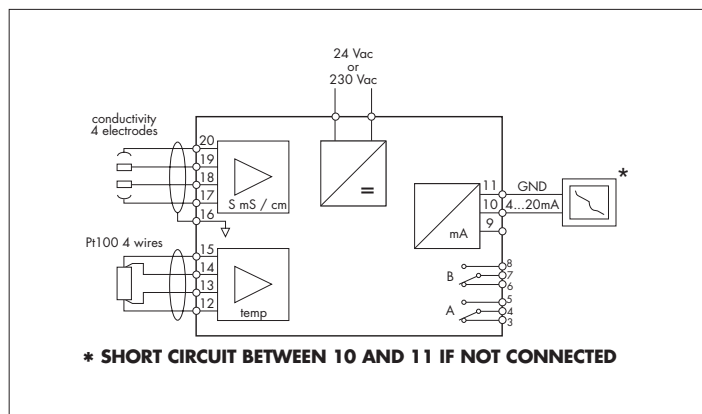 24 Vac
or
230 Vac
conductivity
4 electrodes
20
19
18
17
S mS / cm
16
=
11
GND
*
10
4...20mA
9
mA
Pt100 4 wires
15
14
13
12
temp
8
B
7
6
5
A
4
3
* SHORT CIRCUIT BETWEEN 10 AND 11 IF NOT CONNECTED